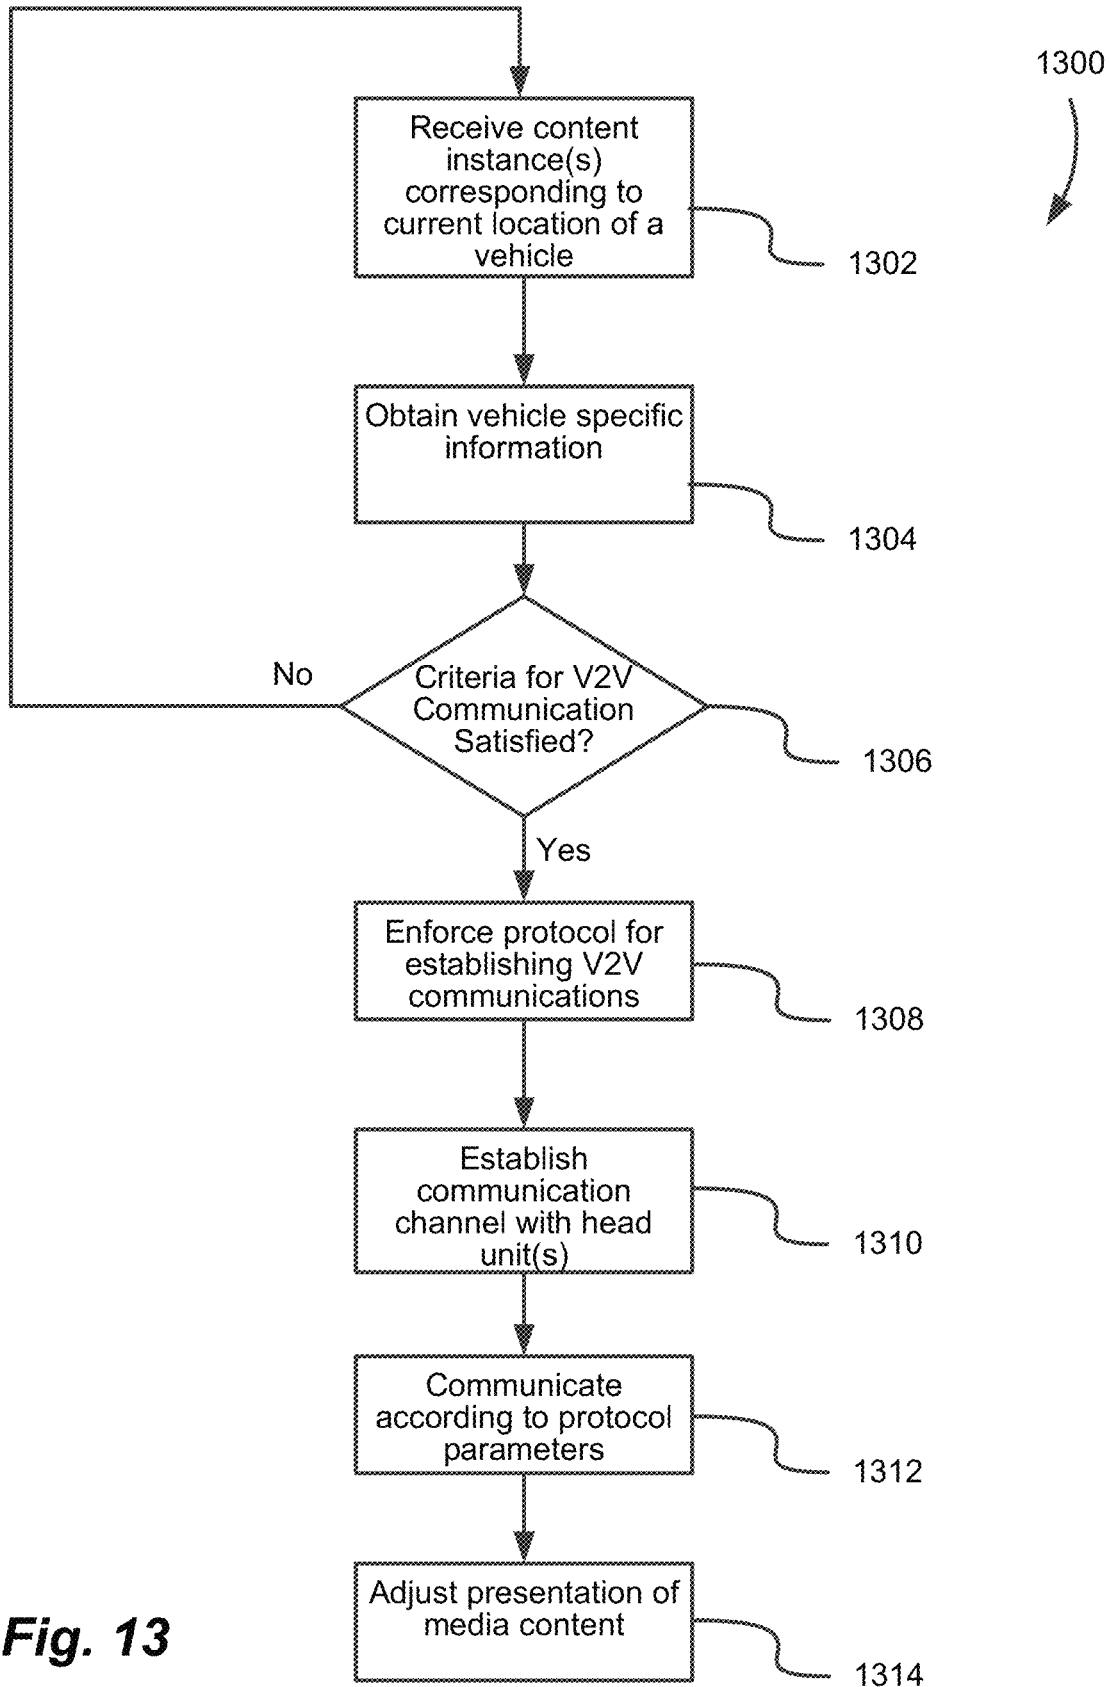 1300
Receive content
instance(s)
corresponding to
current location of a
vehicle
1302
Obtain vehicle specific
information
1304
No
Criteria for V2V
Communication
Satisfied?
1306
Yes
Enforce protocol for
establishing V2V
communications
1308
Establish
communication
channel with head
unit(s)
1310
Communicate
according to protocol
parameters
1312
Adjust presentation of
media content
1314
Fig. 13